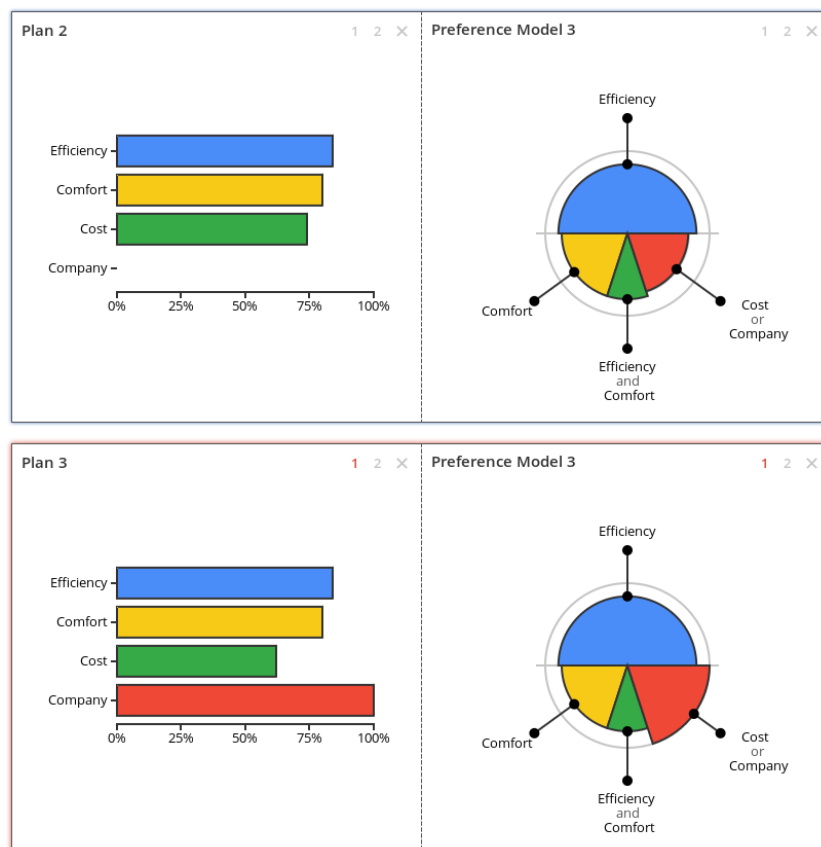 Plan 2
1 2 ×
Efficiency
Comfort
Cost
Company
0% 25% 50% 75% 100%
Preference Model 3
1 2 ×
Efficiency
Comfort
Cost
or
Company
Efficiency
and
Comfort
Plan 3
1 2 ×
Efficiency
Comfort
Cost
Company
0% 25% 50% 75% 100%
Preference Model 3
1 2 ×
Efficiency
Comfort
Cost
or
Company
Efficiency
and
Comfort